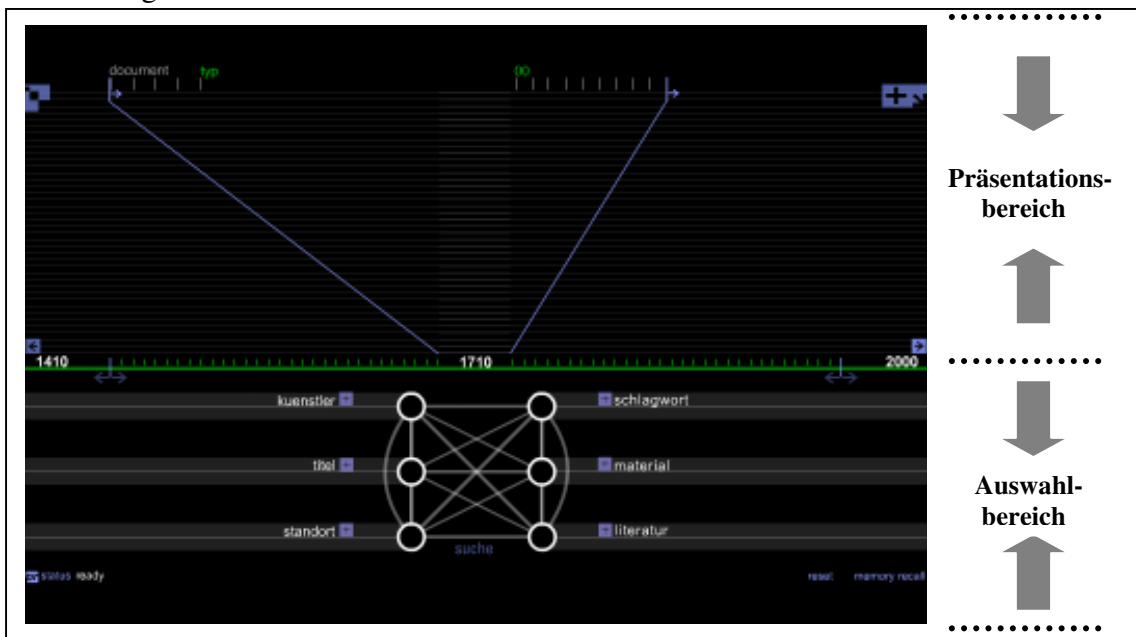 document typ 00
Präsentations-
bereich
1410 1710 2000
kuenstler schlagwort
titel material
Auswahl-
bereich
standort literatur
suche
status ready reset memory recall